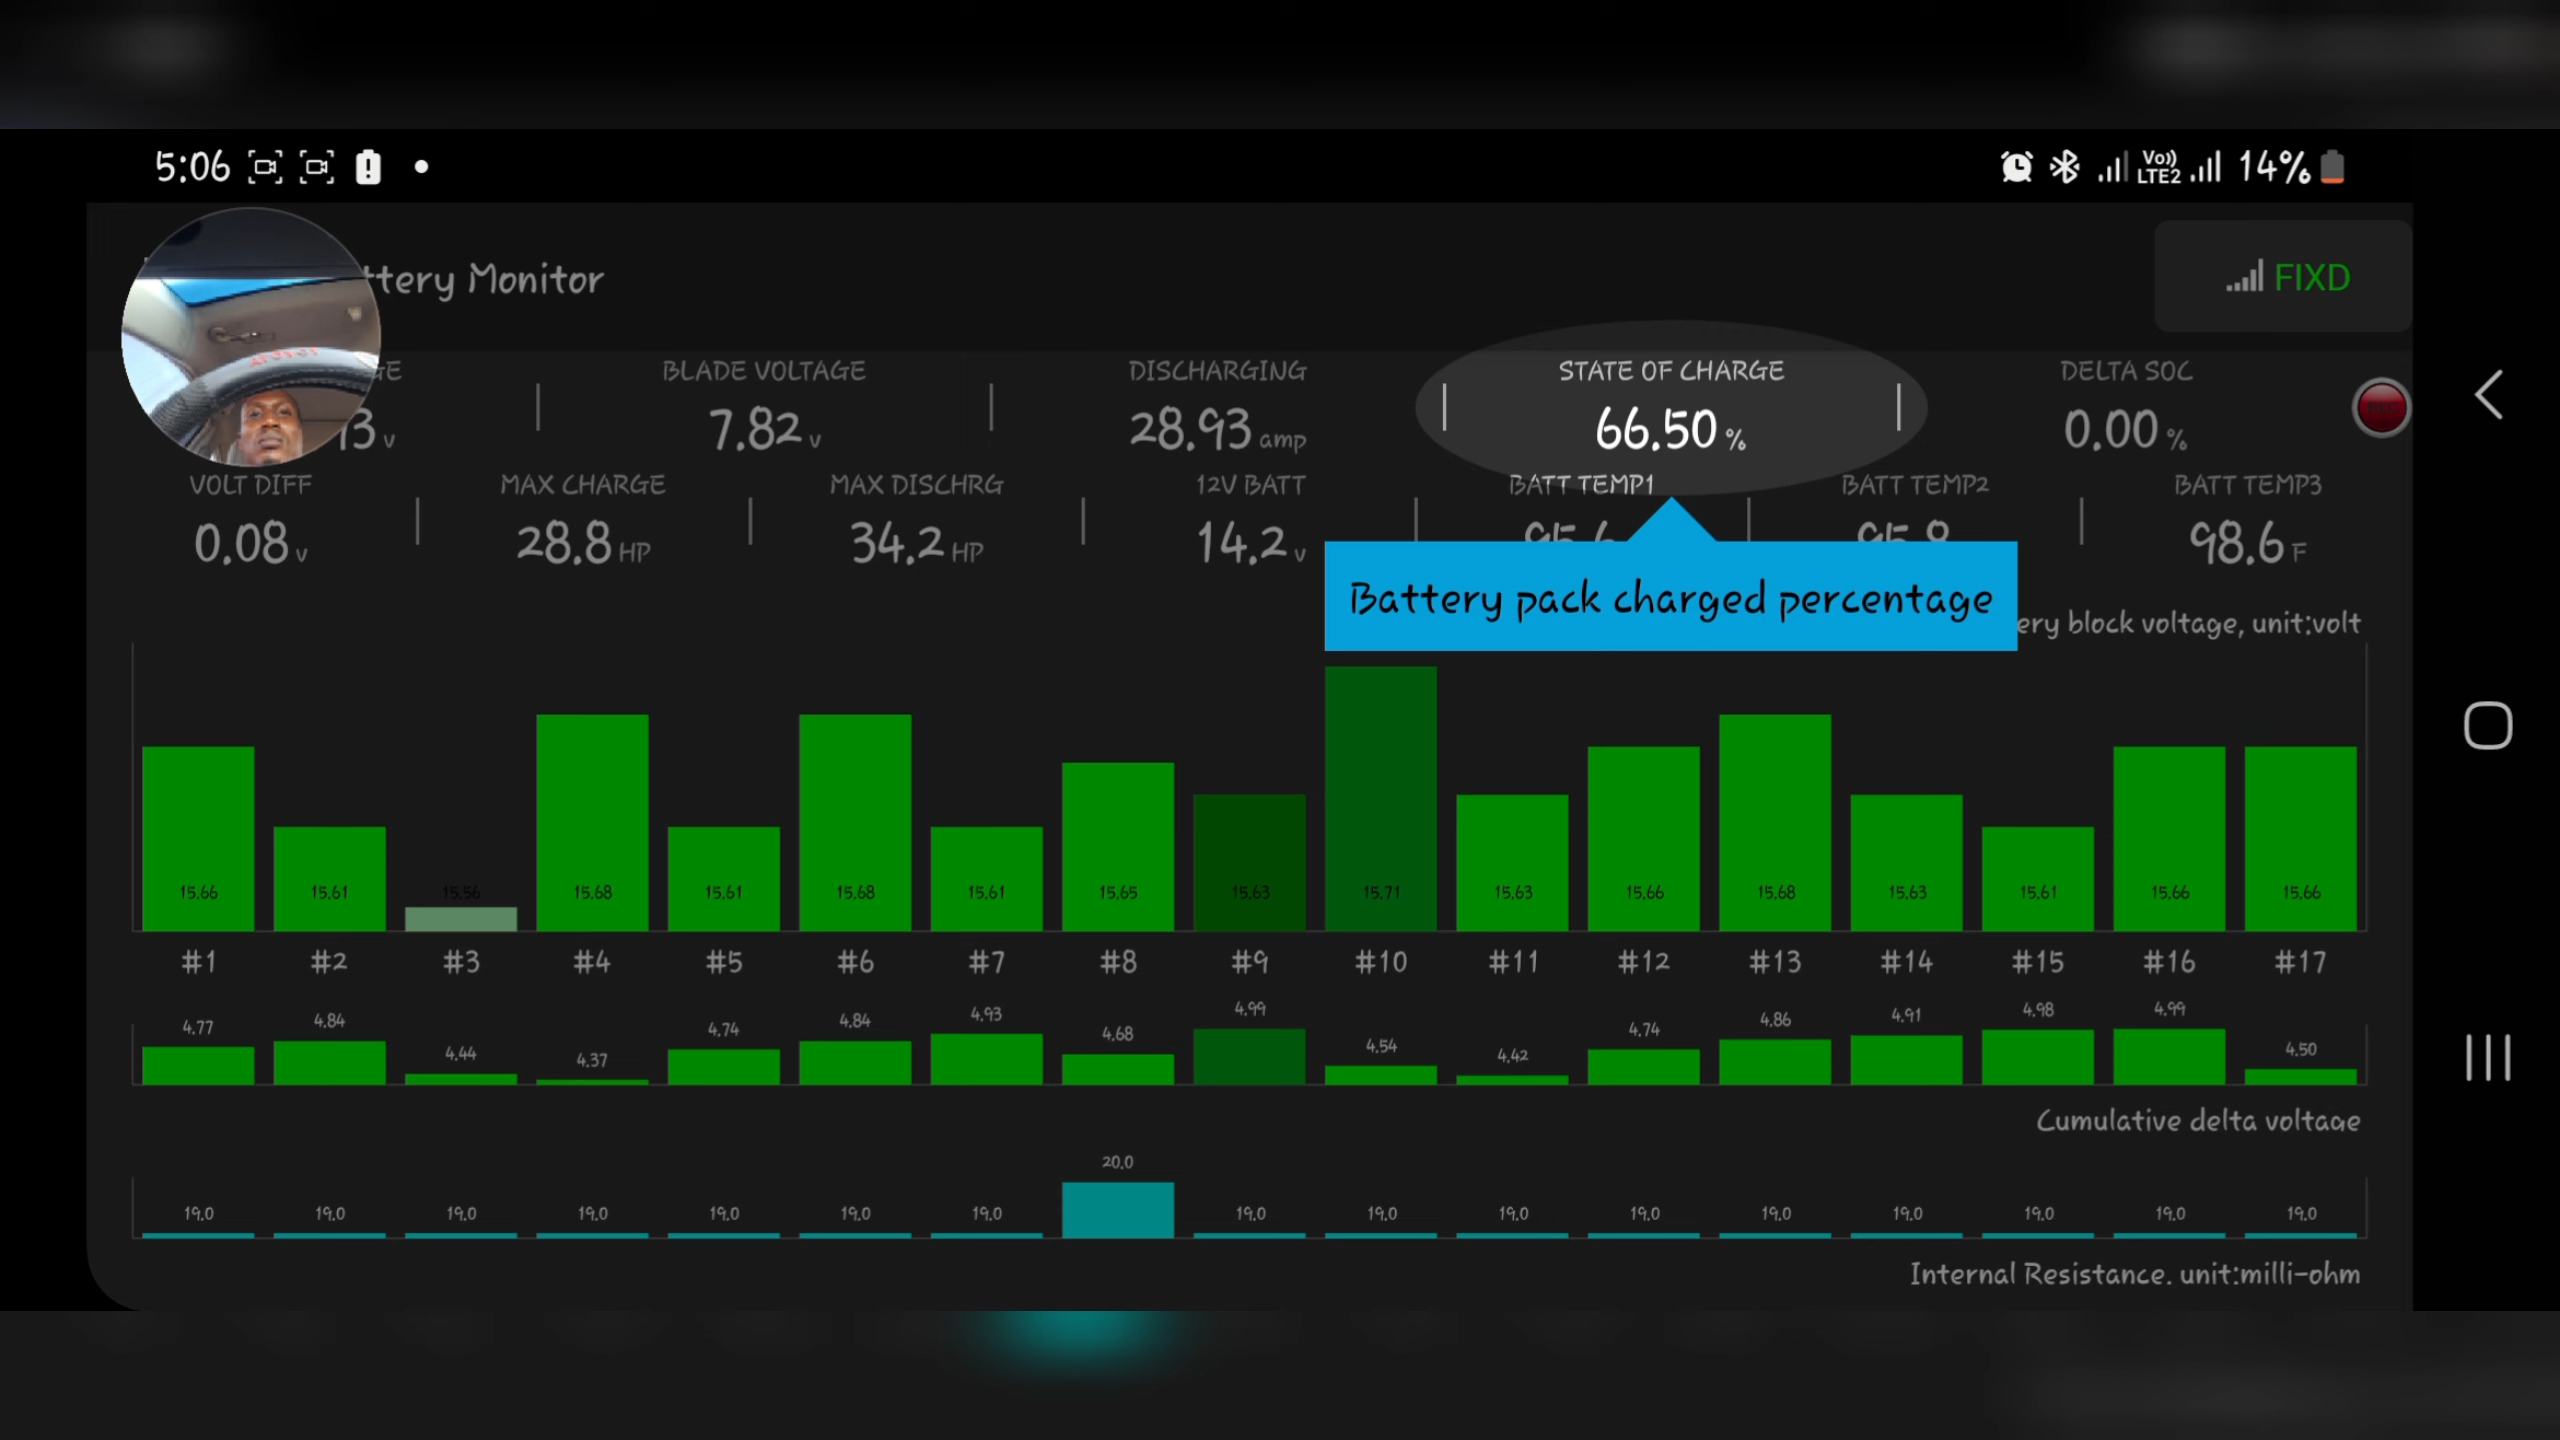 5:06 Vo)) LTE2 14%
ttery Monitor FIXD
GE BLADE VOLTAGE DISCHARGING STATE OF CHARGE DELTA SOC
13 v 7.82 v 28.93 amp 66.50 % 0.00 %
VOLT DIFF MAX CHARGE MAX DISCHRG 12V BATT BATT TEMP1 BATT TEMP2 BATT TEMP3
0.08 v 28.8 HP 34.2 HP 14.2 v 98.6 F
Battery pack charged percentage
ery block voltage, unit:volt
15.66 15.61 15.56 15.68 15.61 15.68 15.61 15.65 15.63 15.71 15.63 15.66 15.68 15.63 15.61 15.66 15.66
#1 #2 #3 #4 #5 #6 #7 #8 #9 #10 #11 #12 #13 #14 #15 #16 #17
4.77 4.84 4.44 4.37 4.74 4.84 4.93 4.68 4.99 4.54 4.42 4.74 4.86 4.91 4.98 4.99 4.50
Cumulative delta voltage
19.0 19.0 19.0 19.0 19.0 19.0 19.0 20.0 19.0 19.0 19.0 19.0 19.0 19.0 19.0 19.0 19.0
Internal Resistance. unit:milli-ohm